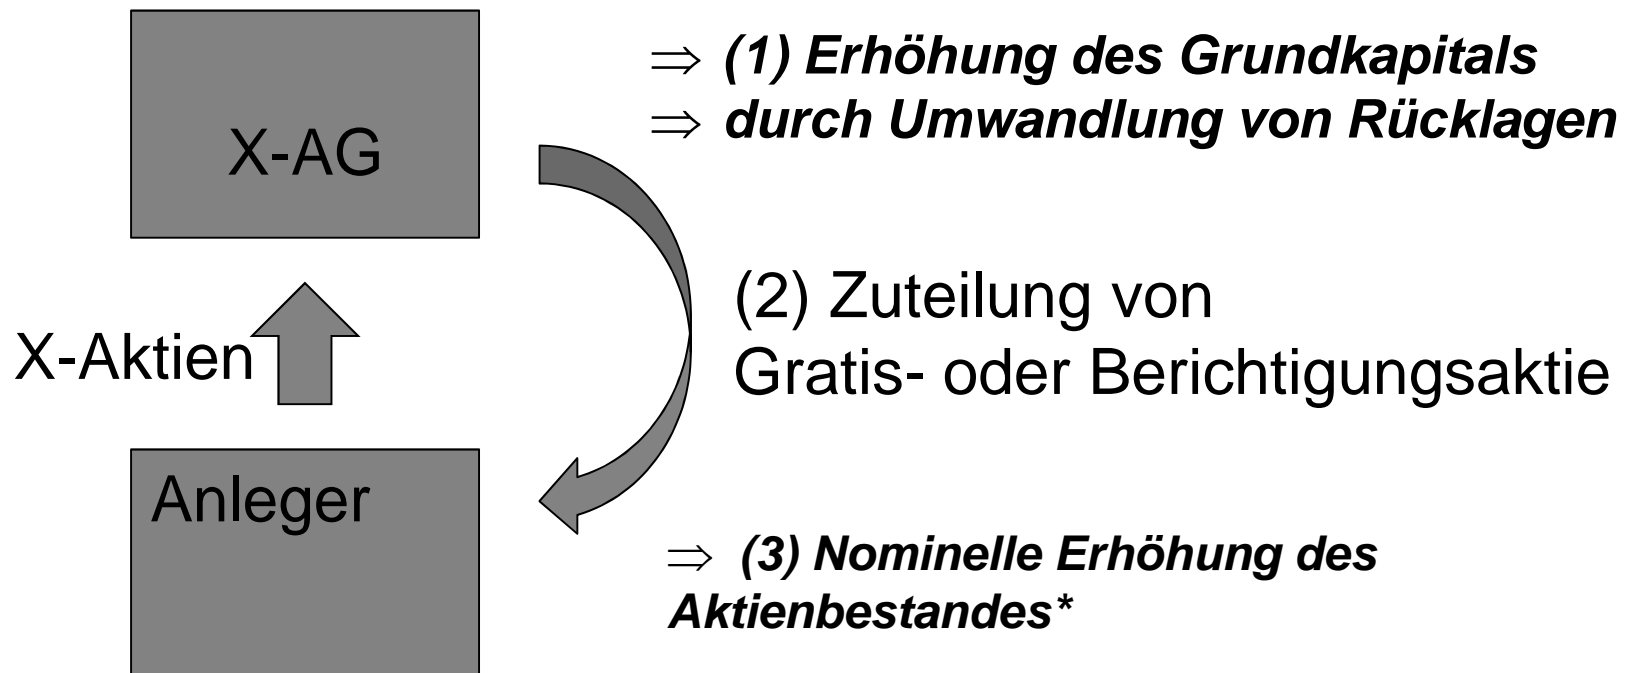 X-AG
⇒ (1) Erhöhung des Grundkapitals
⇒ durch Umwandlung von Rücklagen
X-Aktien
(2) Zuteilung von
Gratis- oder Berichtigungsaktie
Anleger
⇒ (3) Nominelle Erhöhung des
Aktienbestandes*